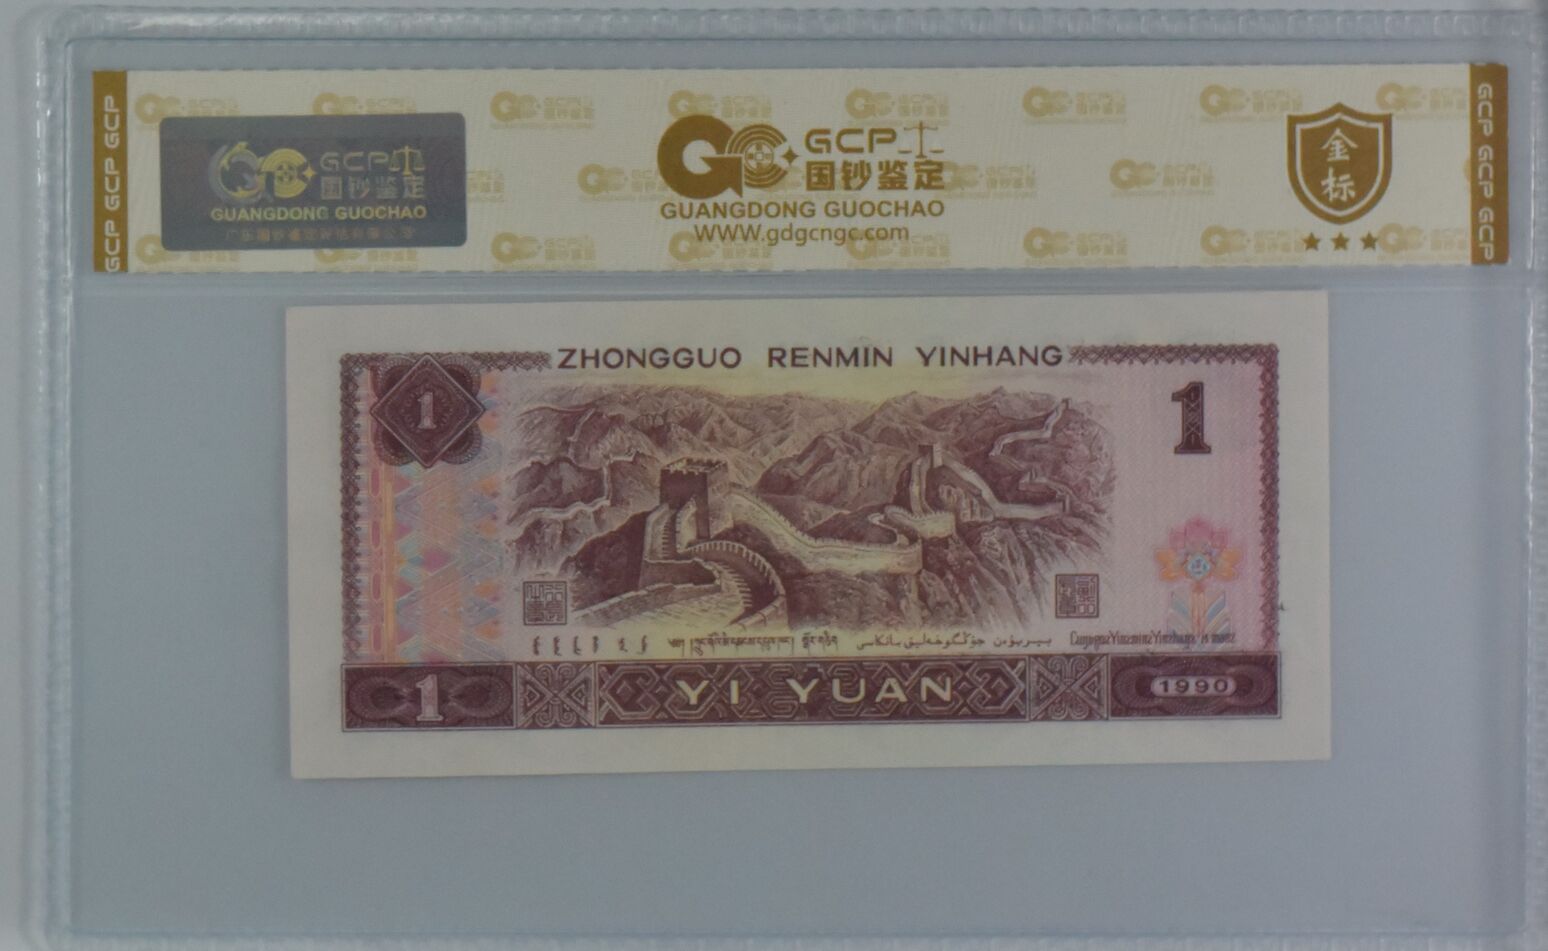 GCP GCP GCP
GCP
国钞鉴定
GUANGDONG GUOCHAO
GCP
国钞鉴定
GUANGDONG GUOCHAO
WWW.gdgcngc.com
金标
GCP GCP GCP
ZHONGGUO RENMIN YINHANG
1
1
1
YI YUAN
1990